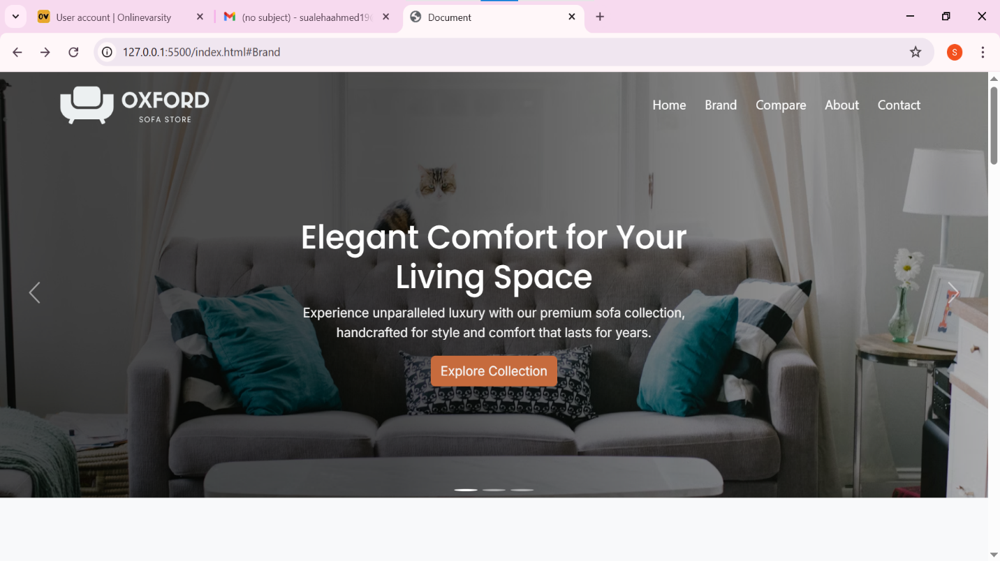 OV User account | Onlinevarsity
(no subject) - sualehaahmed19
Document
127.0.0.1:5500/index.html#Brand
S
OXFORD
SOFA STORE
Home Brand Compare About Contact
Elegant Comfort for Your
Living Space
Experience unparalleled luxury with our premium sofa collection,
handcrafted for style and comfort that lasts for years.
Explore Collection